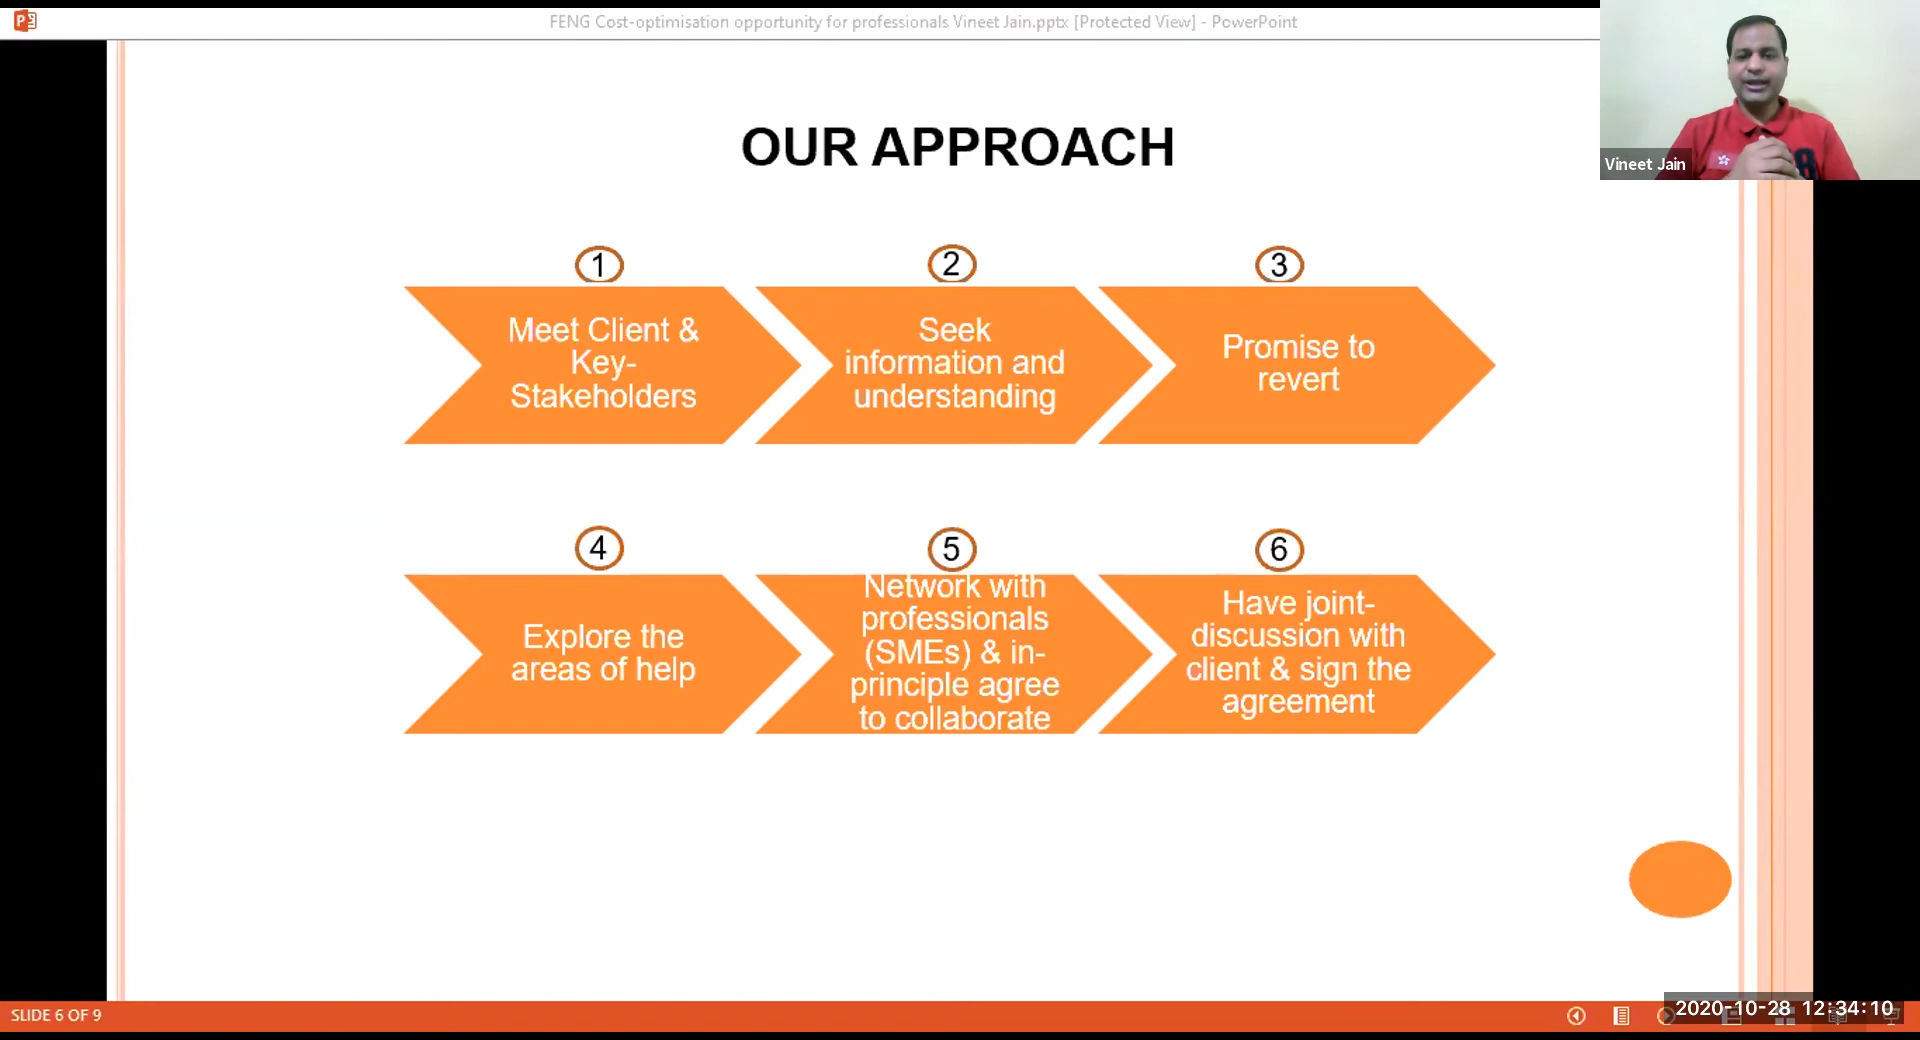 FENG Cost-optimisation opportunity for professionals Vineet Jain.pptx [Protected View] - PowerPoint
Vineet Jain
OUR APPROACH
1
2
3
Meet Client &
Key-
Stakeholders
Seek
information and
understanding
Promise to
revert
4
5
6
Explore the
areas of help
Network with
professionals
(SMEs) & in-
principle agree
to collaborate
Have joint-
discussion with
client & sign the
agreement
SLIDE 6 OF 9
2020-10-28 12:34:10